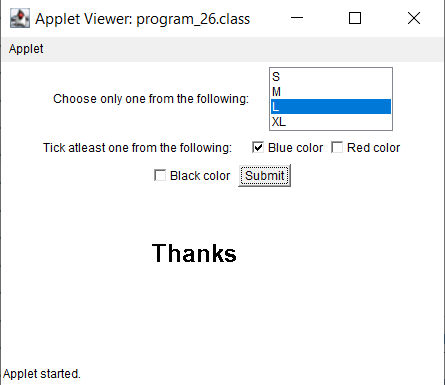 Applet Viewer: program_26.class
Applet
Choose only one from the following:
S
M
L
XL
Tick atleast one from the following:
Blue color
Red color
Black color
Submit
Thanks
Applet started.